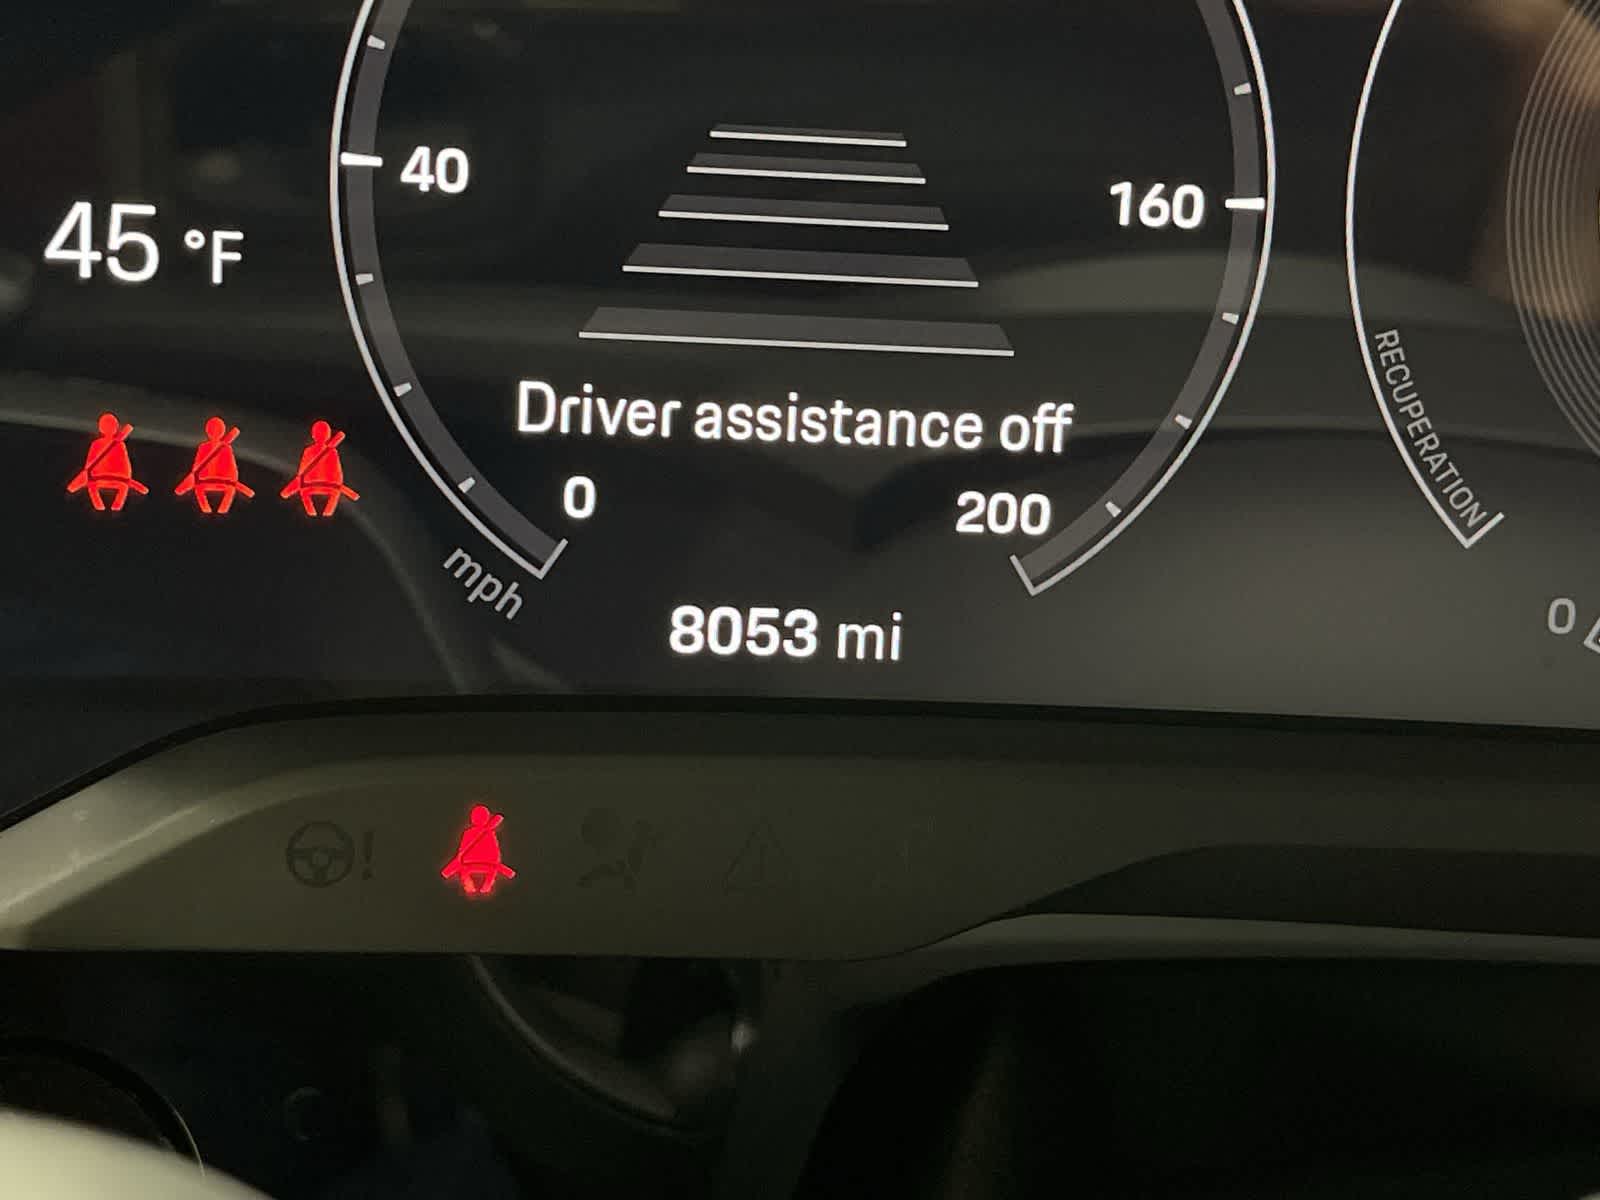 40
160
45 °F
RECUPERATION
Driver assistance off
0
200
mph
8053 mi
0
!